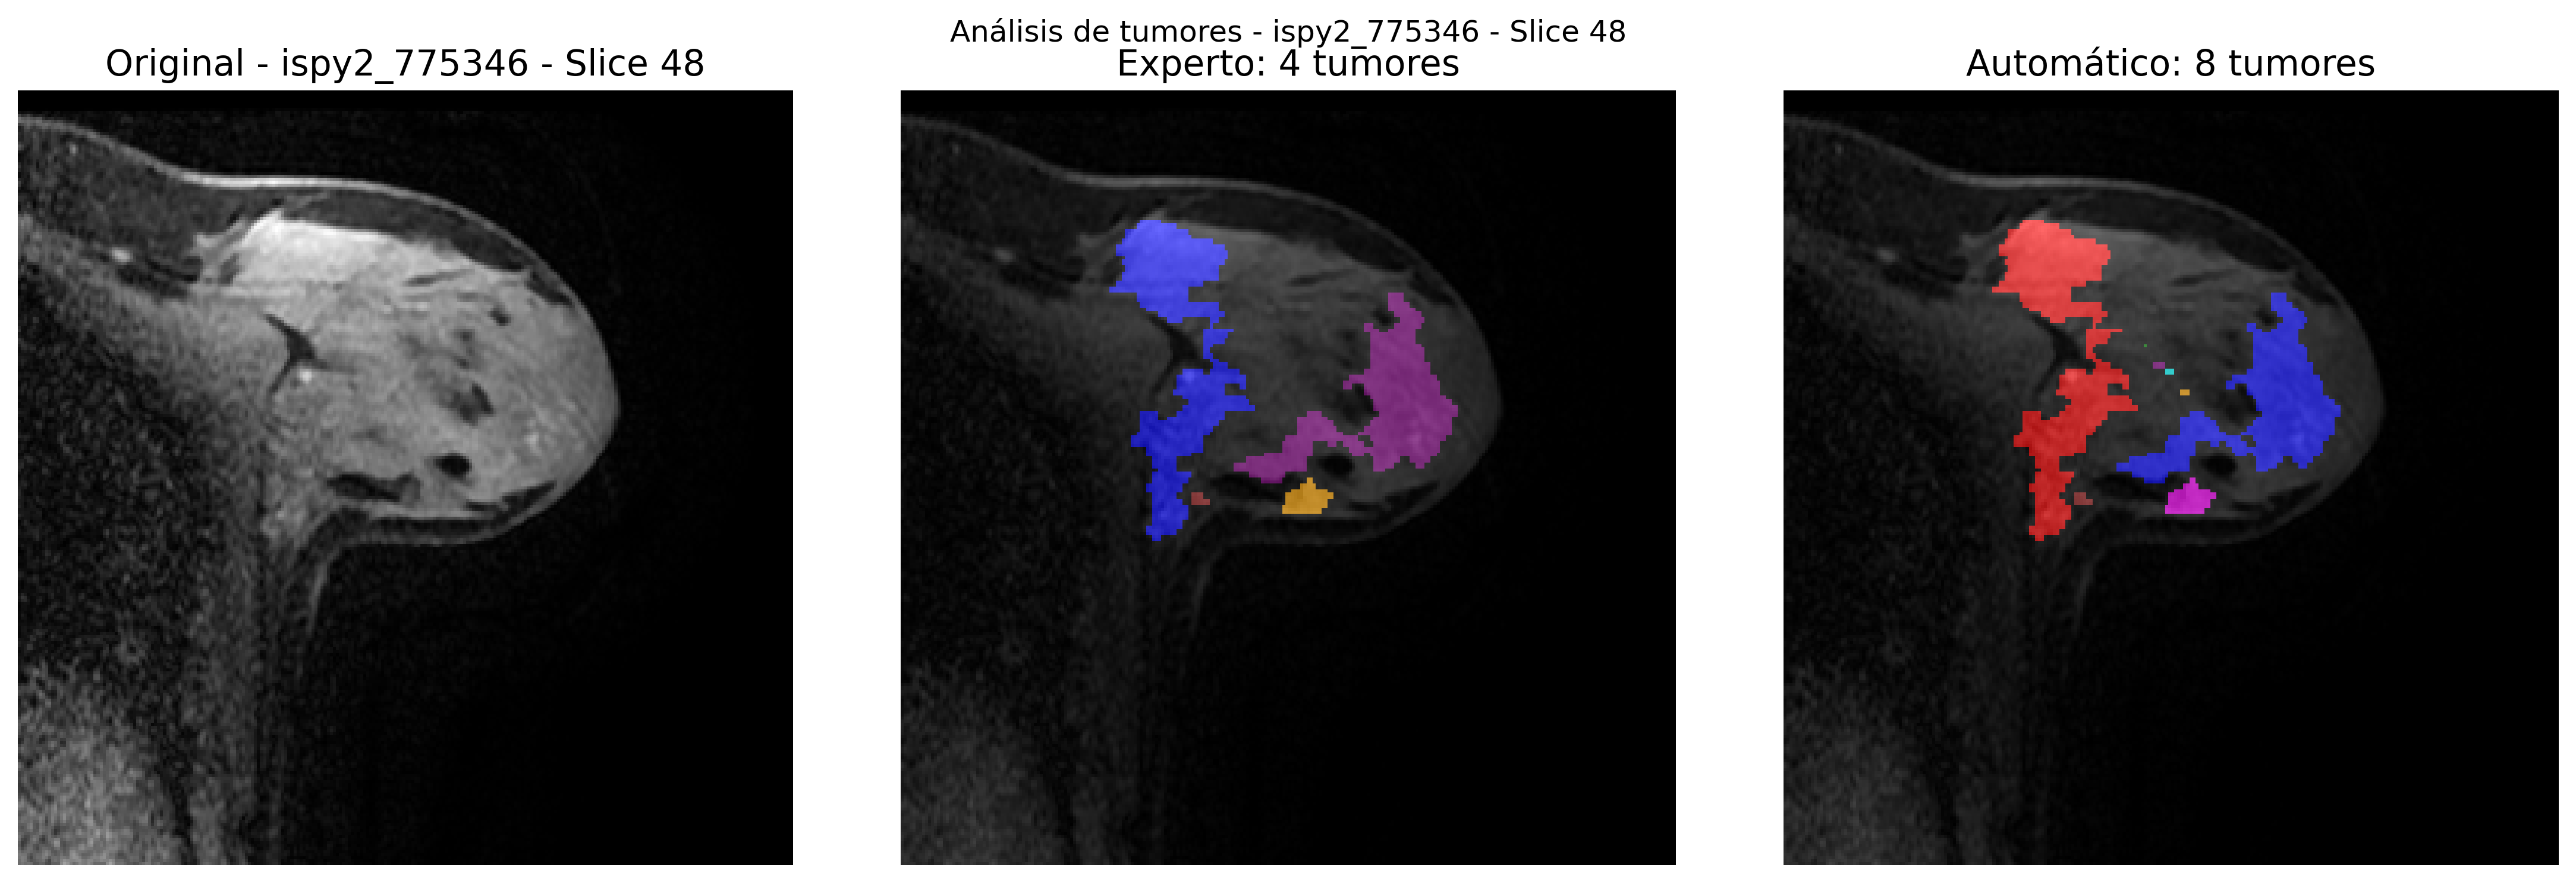 Análisis de tumores - ispy2_775346 - Slice 48
Original - ispy2_775346 - Slice 48
Experto: 4 tumores
Automático: 8 tumores